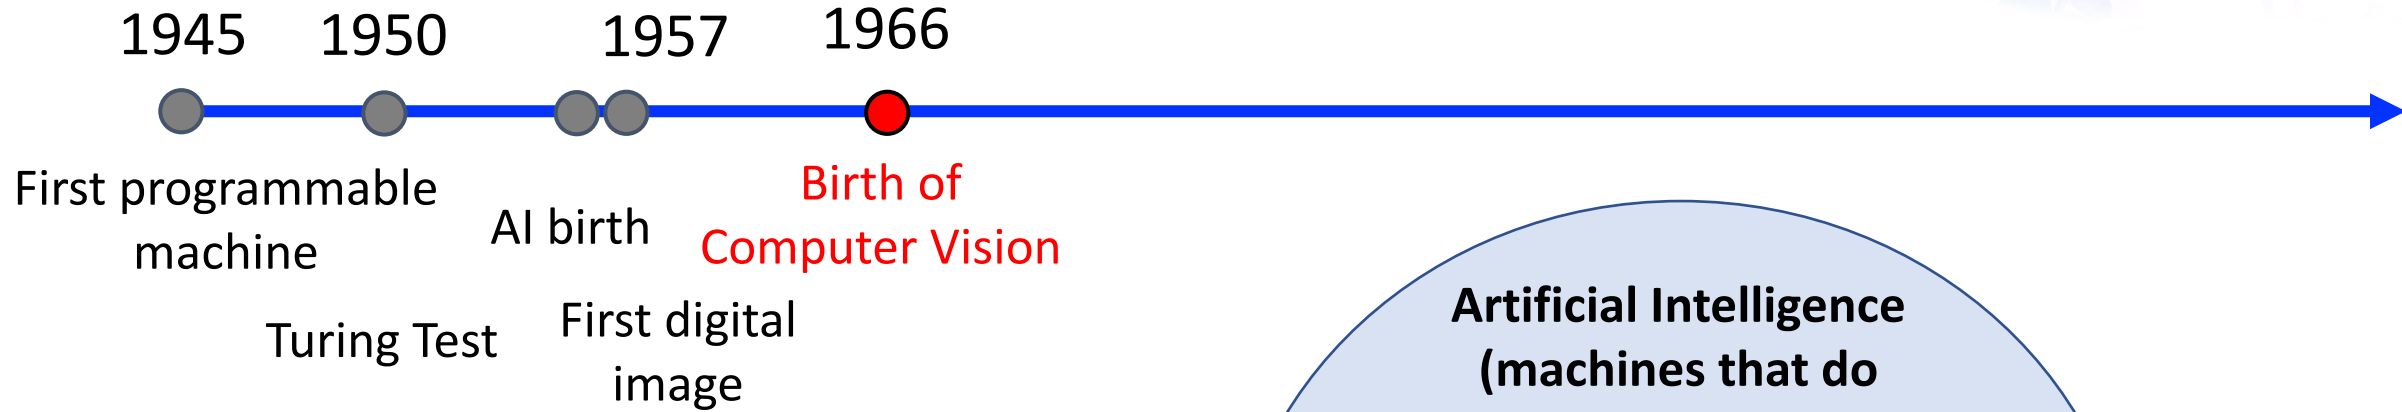 1945 1950 1957 1966
First programmable
machine
Turing Test
AI birth
First digital
image
Birth of
Computer Vision
Artificial Intelligence
(machines that do